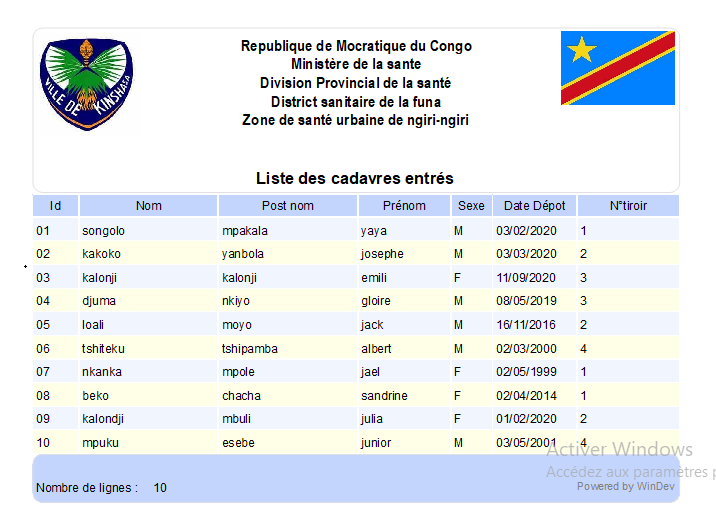 VILLE DE KINSHASA
Republique de Mocratique du Congo
Ministère de la sante
Division Provincial de la santé
District sanitaire de la funa
Zone de santé urbaine de ngiri-ngiri
Liste des cadavres entrés
Id Nom Post nom Prénom Sexe Date Dépot N°tiroir
01 songolo mpakala yaya M 03/02/2020 1
02 kakoko yanbola josephe M 03/03/2020 2
03 kalonji kalonji emili F 11/09/2020 3
04 djuma nkiyo gloire M 08/05/2019 3
05 loali moyo jack M 16/11/2016 2
06 tshiteku tshipamba albert M 02/03/2000 4
07 nkanka mpole jael F 02/05/1999 1
08 beko chacha sandrine F 02/04/2014 1
09 kalondji mbuli julia F 01/02/2020 2
10 mpuku esebe junior M 03/05/2001 4
Activer Windows
Accédez aux paramètres p
Nombre de lignes : 10
Powered by WinDev